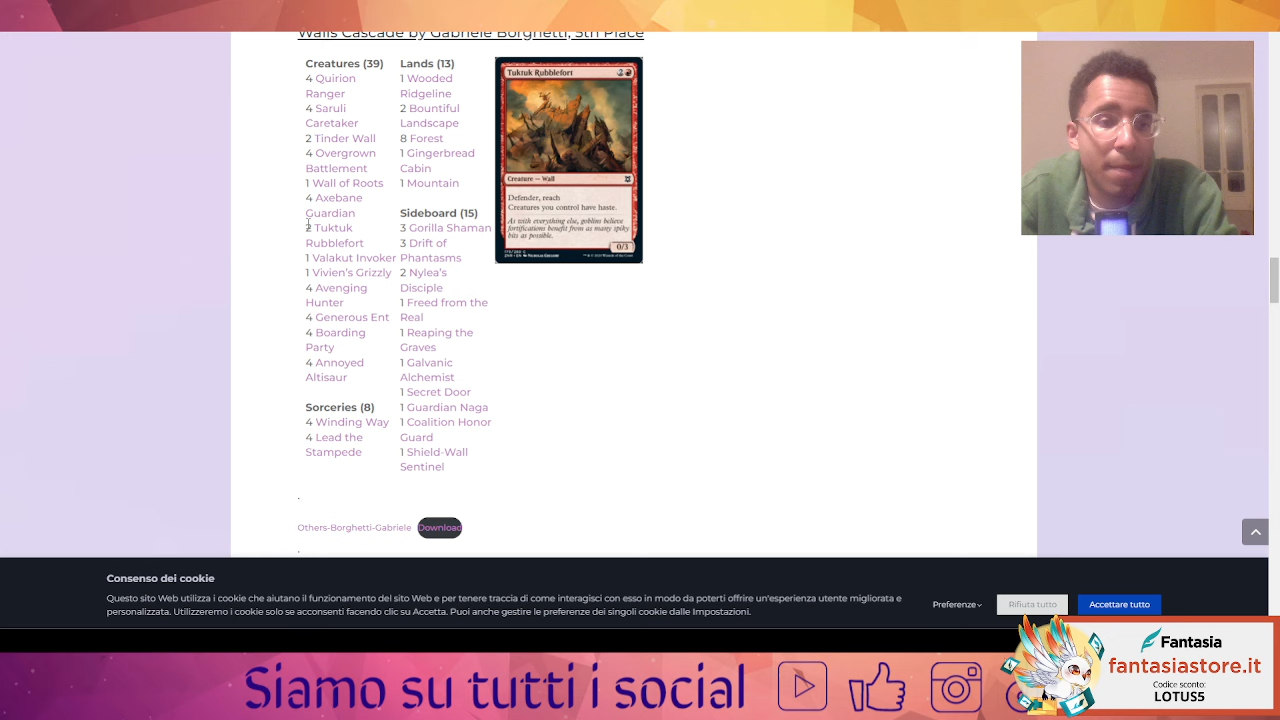 Walls Cascade by Gabriele Borghetti, 5th Place
Creatures (39)
4 Quirion
Ranger
4 Saruli
Caretaker
2 Tinder Wall
4 Overgrown
Battlement
1 Wall of Roots
4 Axebane
Guardian
2 Tuktuk
Rubblefort
1 Valakut Invoker
1 Vivien's Grizzly
4 Avenging
Hunter
4 Generous Ent
4 Boarding
Party
4 Annoyed
Altisaur
Sorceries (8)
4 Winding Way
4 Lead the
Stampede
Lands (13)
1 Wooded
Ridgeline
2 Bountiful
Landscape
8 Forest
1 Gingerbread
Cabin
1 Mountain
Sideboard (15)
3 Gorilla Shaman
3 Drift of
Phantasms
2 Nylea's
Disciple
1 Freed from the
Real
1 Reaping the
Graves
1 Galvanic
Alchemist
1 Secret Door
1 Guardian Naga
1 Coalition Honor
Guard
1 Shield-Wall
Sentinel
Tuktuk Rubblefort
2
Creature — Wall
Defender, reach
Creatures you control have haste.
As with everything else, goblins believe
fortifications benefit from as many spiky
bits as possible.
0/3
.
Others-Borghetti-Gabriele
Download
.
Consenso dei cookie
Questo sito Web utilizza i cookie che aiutano il funzionamento del sito Web e per tenere traccia di come interagisci con esso in modo da poterti offrire un'esperienza utente migliorata e
personalizzata. Utilizzeremo i cookie solo se acconsenti facendo clic su Accetta. Puoi anche gestire le preferenze dei singoli cookie dalle Impostazioni.
Preferenze
Rifiuta tutto
Accettare tutto
Siamo su tutti i social
Fantasia
fantasiastore.it
Codice sconto:
LOTUS5